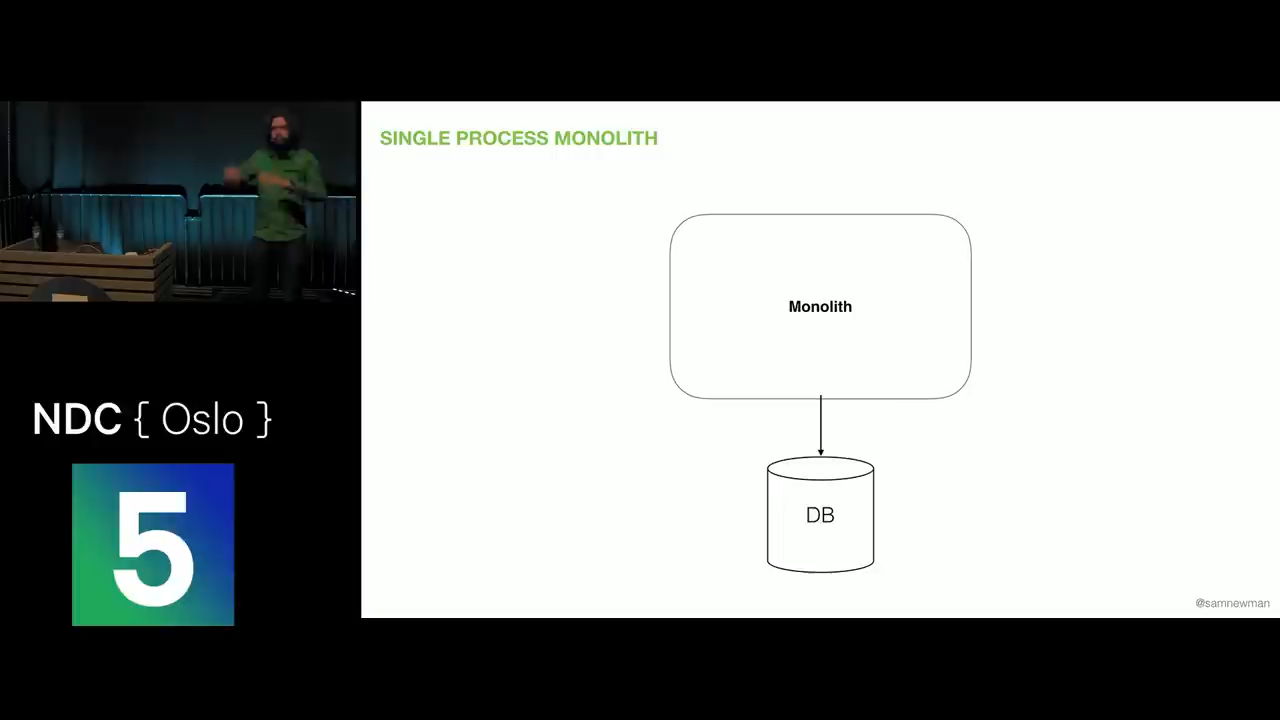 SINGLE PROCESS MONOLITH
Monolith
DB
NDC { Oslo }
5
@samnewman